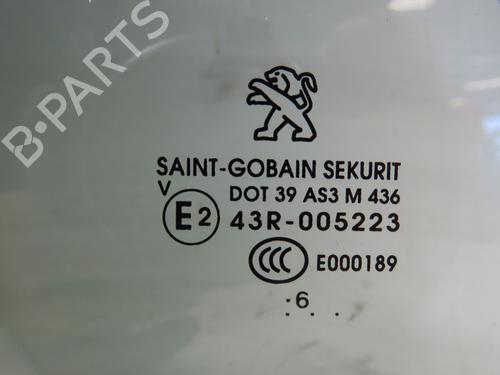 B-PARTS
SAINT-GOBAIN SEKURIT
V
DOT 39 AS3 M 436
E2 43R-005223
CCC E000189
:6
. . . .